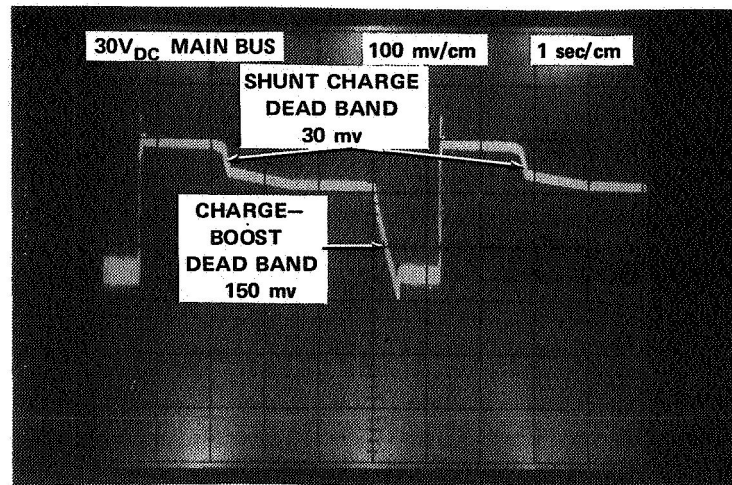 30V_DC MAIN BUS
100 mv/cm
1 sec/cm
SHUNT CHARGE
DEAD BAND
30 mv
CHARGE—
BOOST
DEAD BAND
150 mv